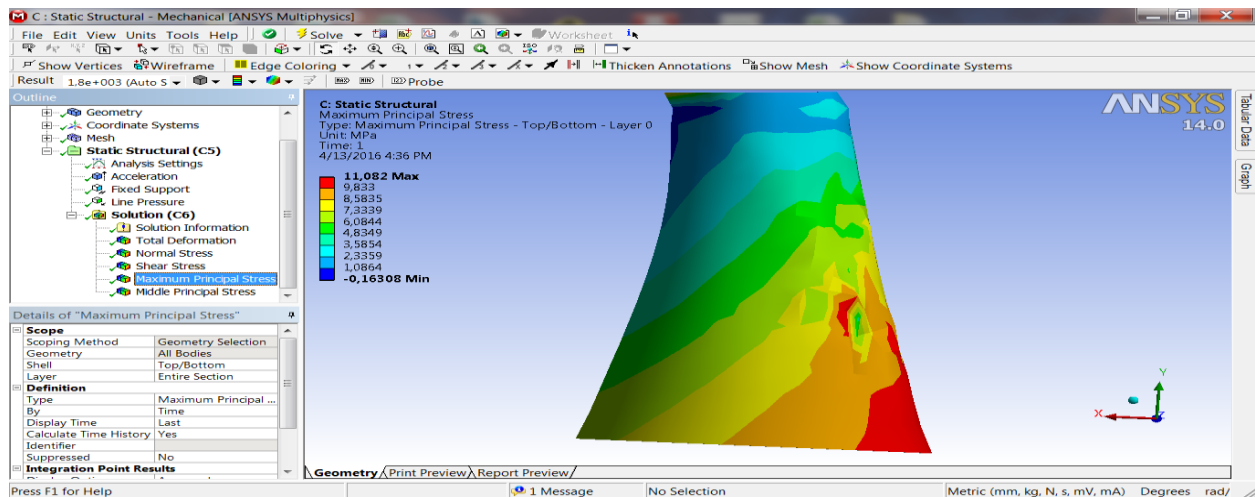 C : Static Structural - Mechanical [ANSYS Multiphysics]
File Edit View Units Tools Help Solve Worksheet
Show Vertices Wireframe Edge Coloring Thicken Annotations Show Mesh Show Coordinate Systems
Result 1.8e+003 (Auto S MAX MIN Probe
Outline
Geometry
Coordinate Systems
Mesh
Static Structural (C5)
Analysis Settings
Acceleration
Fixed Support
Line Pressure
Solution (C6)
Solution Information
Total Deformation
Normal Stress
Shear Stress
Maximum Principal Stress
Middle Principal Stress
Details of "Maximum Principal Stress"
Scope
Scoping Method Geometry Selection
Geometry All Bodies
Shell Top/Bottom
Layer Entire Section
Definition
Type Maximum Principal ...
By Time
Display Time Last
Calculate Time History Yes
Identifier
Suppressed No
Integration Point Results
C: Static Structural
Maximum Principal Stress
Type: Maximum Principal Stress - Top/Bottom - Layer 0
Unit: MPa
Time: 1
4/13/2016 4:36 PM
11,082 Max
9,833
8,5835
7,3339
6,0844
4,8349
3,5854
2,3359
1,0864
-0,16308 Min
ANSYS
14.0
Y
X
Z
Tabular Data
Graph
Geometry Print Preview Report Preview
Press F1 for Help 1 Message No Selection Metric (mm, kg, N, s, mV, mA) Degrees rad/